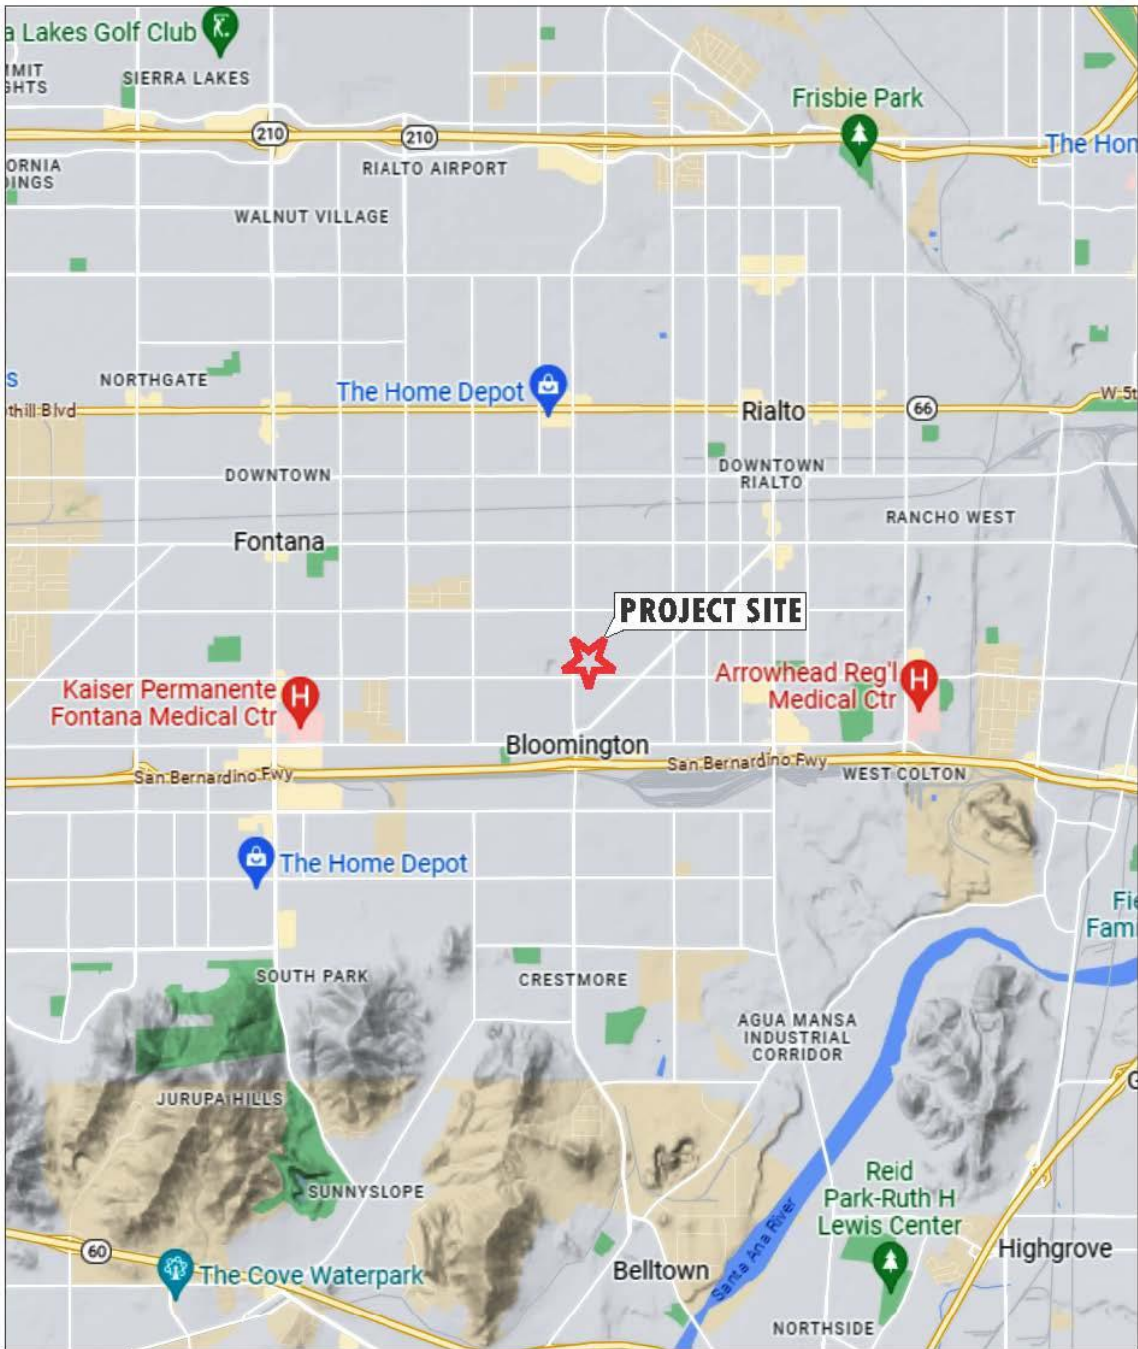 a Lakes Golf Club
SIERRA LAKES
Frisbie Park
210
210
The Hon
RIALTO AIRPORT
WALNUT VILLAGE
NORTHGATE
The Home Depot
thill Blvd
Rialto
66
W 5t
DOWNTOWN
DOWNTOWN
RIALTO
RANCHO WEST
Fontana
PROJECT SITE
Kaiser Permanente
Fontana Medical Ctr
H
Arrowhead Reg'l
Medical Ctr
H
Bloomington
San Bernardino Fwy
San Bernardino Fwy
WEST COLTON
The Home Depot
SOUTH PARK
CRESTMORE
AGUA MANSA
INDUSTRIAL
CORRIDOR
JURUPA HILLS
SUNNYSLOPE
Reid
Park-Ruth H
Lewis Center
Santa Ana River
60
The Cove Waterpark
Belltown
Highgrove
NORTHSIDE